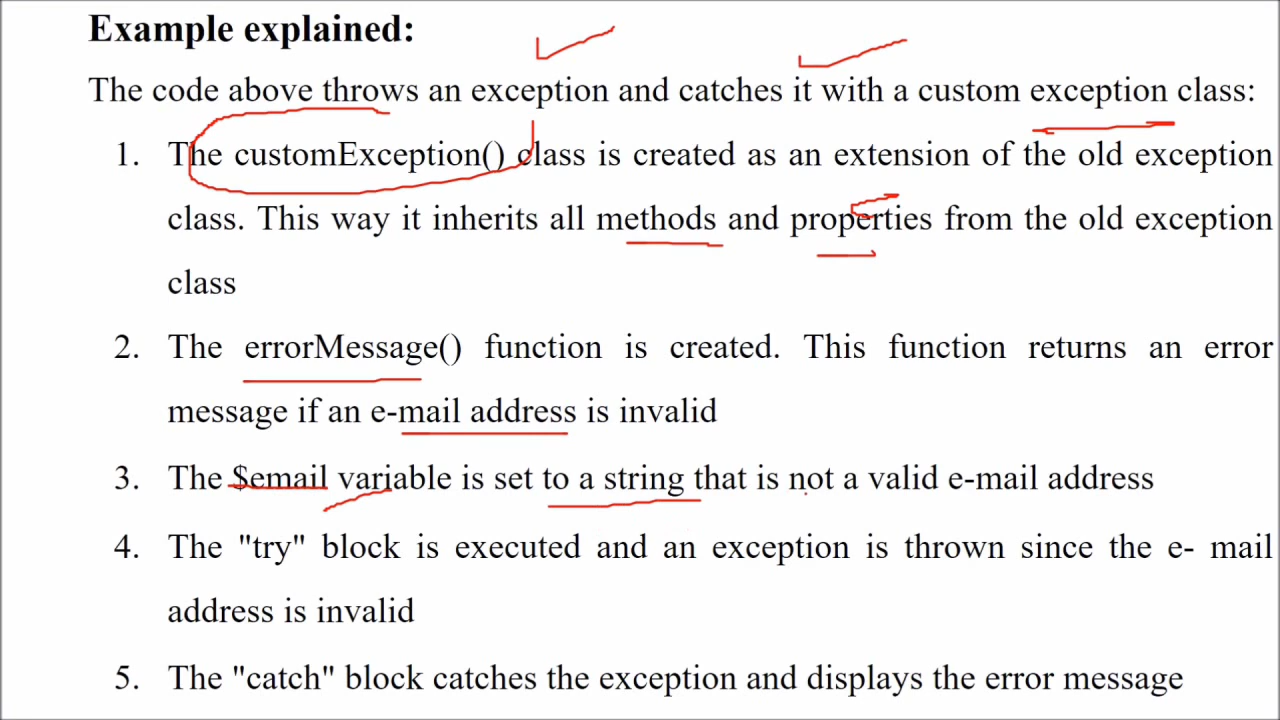 Example explained:
The code above throws an exception and catches it with a custom exception class:
1. The customException() class is created as an extension of the old exception
class. This way it inherits all methods and properties from the old exception
class
2. The errorMessage() function is created. This function returns an error
message if an e-mail address is invalid
3. The $email variable is set to a string that is not a valid e-mail address
4. The "try" block is executed and an exception is thrown since the e- mail
address is invalid
5. The "catch" block catches the exception and displays the error message